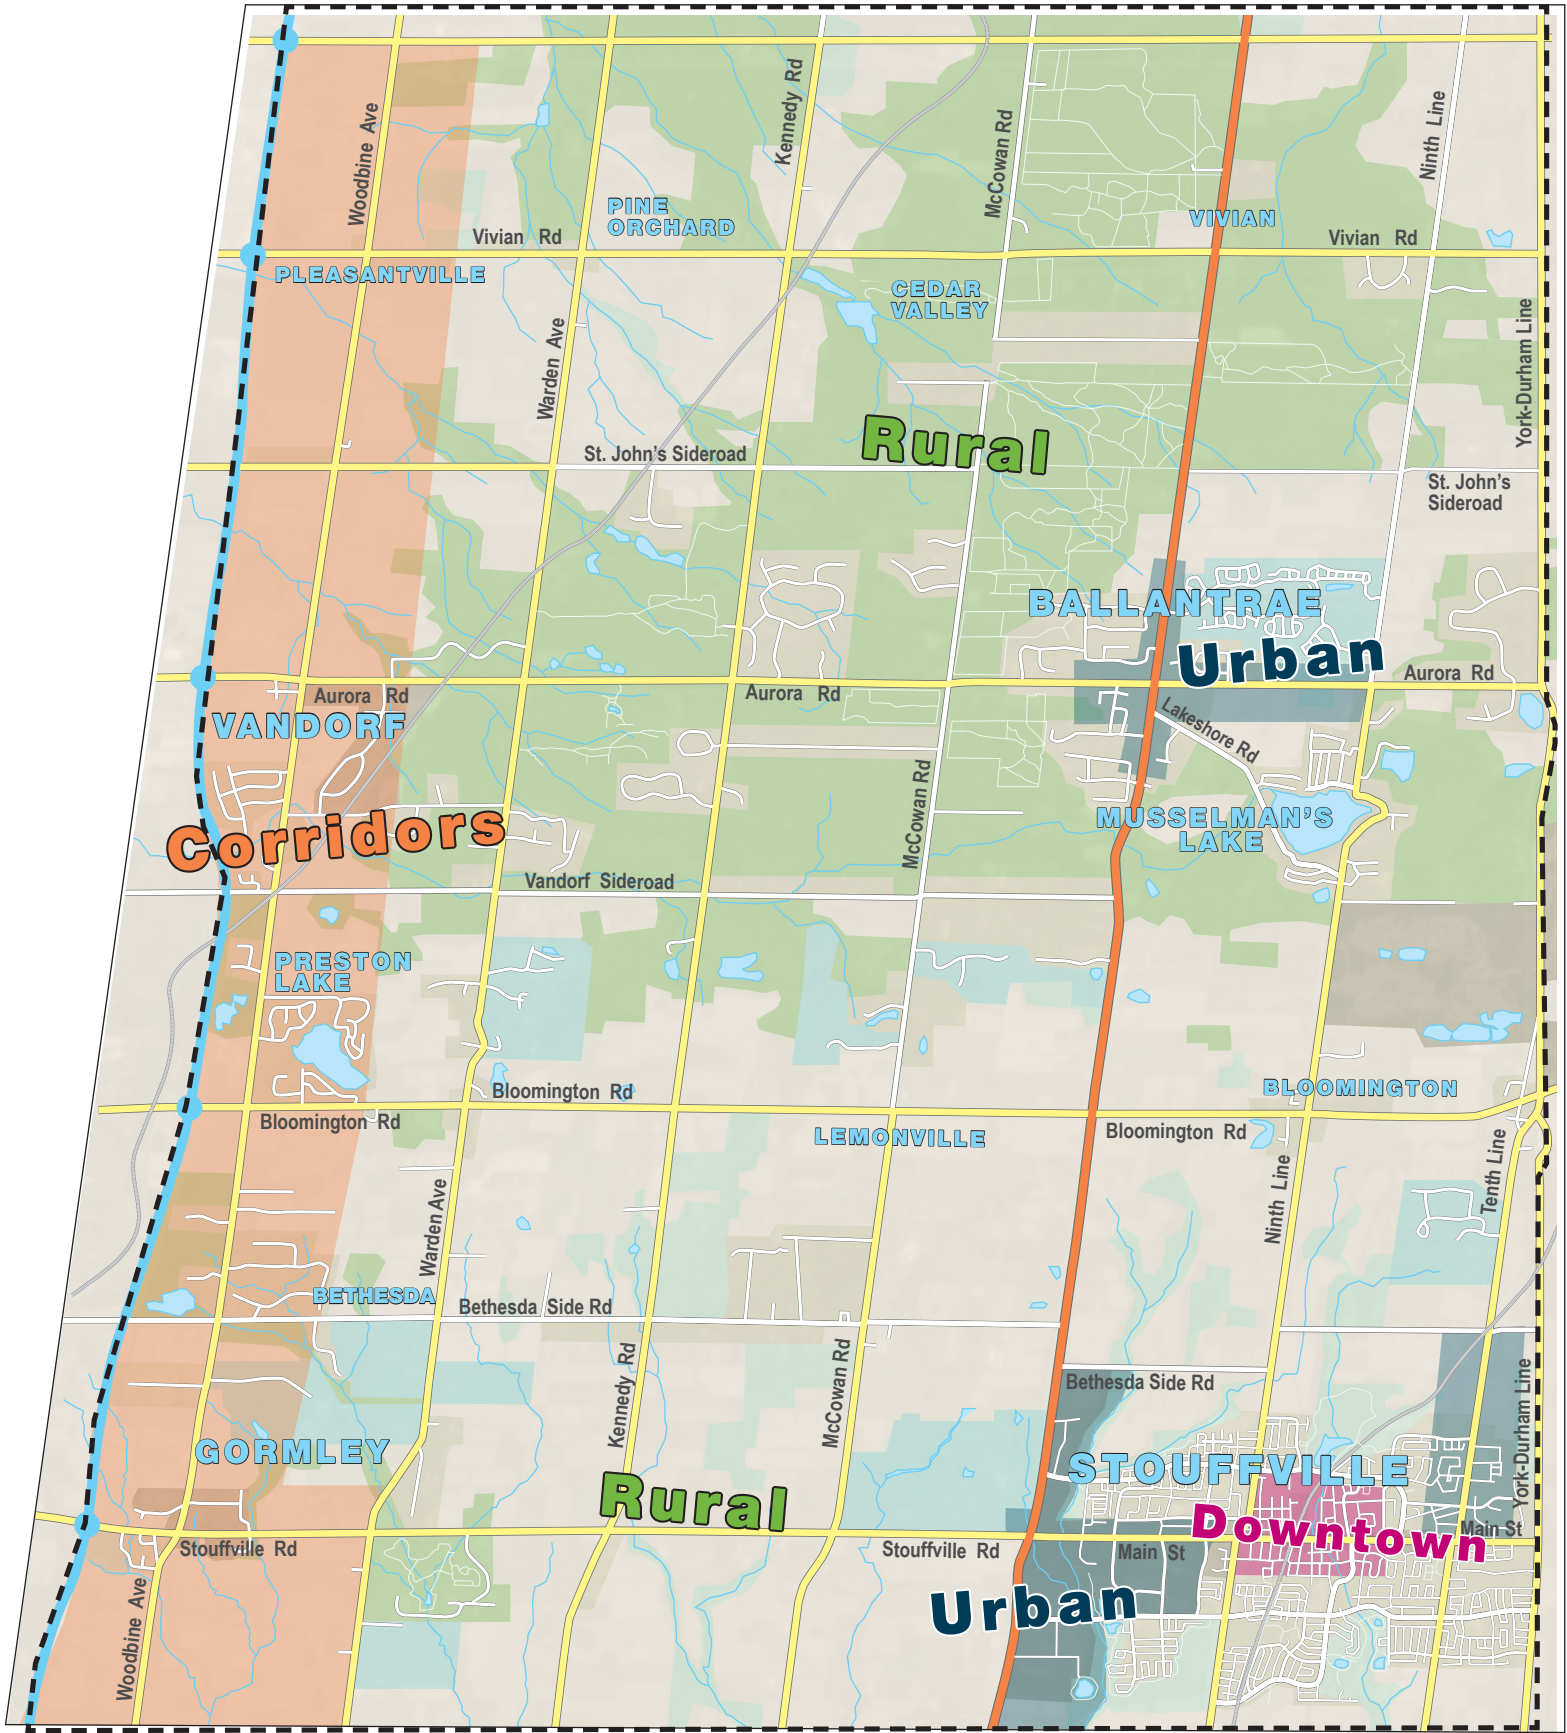 Woodbine Ave
Kennedy Rd
McCowan Rd
Ninth Line
PINE
ORCHARD
VIVIAN
Vivian Rd
Vivian Rd
PLEASANTVILLE
CEDAR
VALLEY
Warden Ave
York-Durham Line
Rural
St. John's Sideroad
St. John's
Sideroad
BALLANTRAE
Urban
Aurora Rd
Aurora Rd
Aurora Rd
VANDORF
Lakeshore Rd
McCowan Rd
Corridors
MUSSELMAN'S
LAKE
Vandorf Sideroad
PRESTON
LAKE
Bloomington Rd
BLOOMINGTON
Bloomington Rd
LEMONVILLE
Bloomington Rd
Tenth Line
Ninth Line
Warden Ave
BETHESDA
Bethesda Side Rd
Kennedy Rd
McCowan Rd
Bethesda Side Rd
York-Durham Line
GORMLEY
STOUFFVILLE
Rural
Downtown
Main St
Stouffville Rd
Stouffville Rd
Main St
Urban
Woodbine Ave